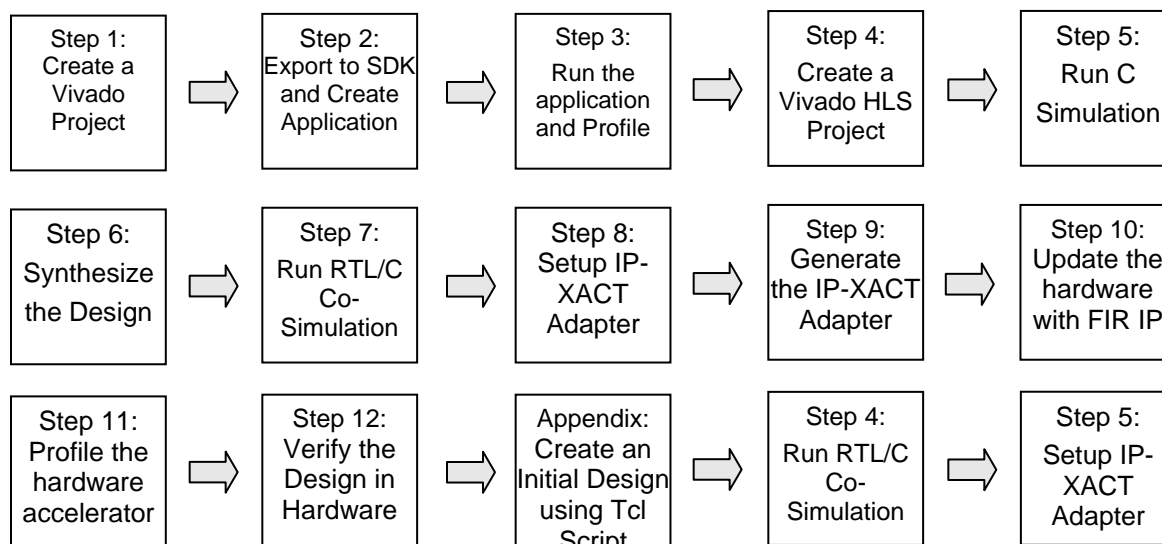 Step 1:
Create a
Vivado
Project
Step 2:
Export to SDK
and Create
Application
Step 3:
Run the
application
and Profile
Step 4:
Create a
Vivado HLS
Project
Step 5:
Run C
Simulation
Step 6:
Synthesize
the Design
Step 7:
Run RTL/C
Co-
Simulation
Step 8:
Setup IP-
XACT
Adapter
Step 9:
Generate
the IP-XACT
Adapter
Step 10:
Update the
hardware
with FIR IP
Step 11:
Profile the
hardware
accelerator
Step 12:
Verify the
Design in
Hardware
Appendix:
Create an
Initial Design
using Tcl
Script
Step 4:
Run RTL/C
Co-
Simulation
Step 5:
Setup IP-
XACT
Adapter